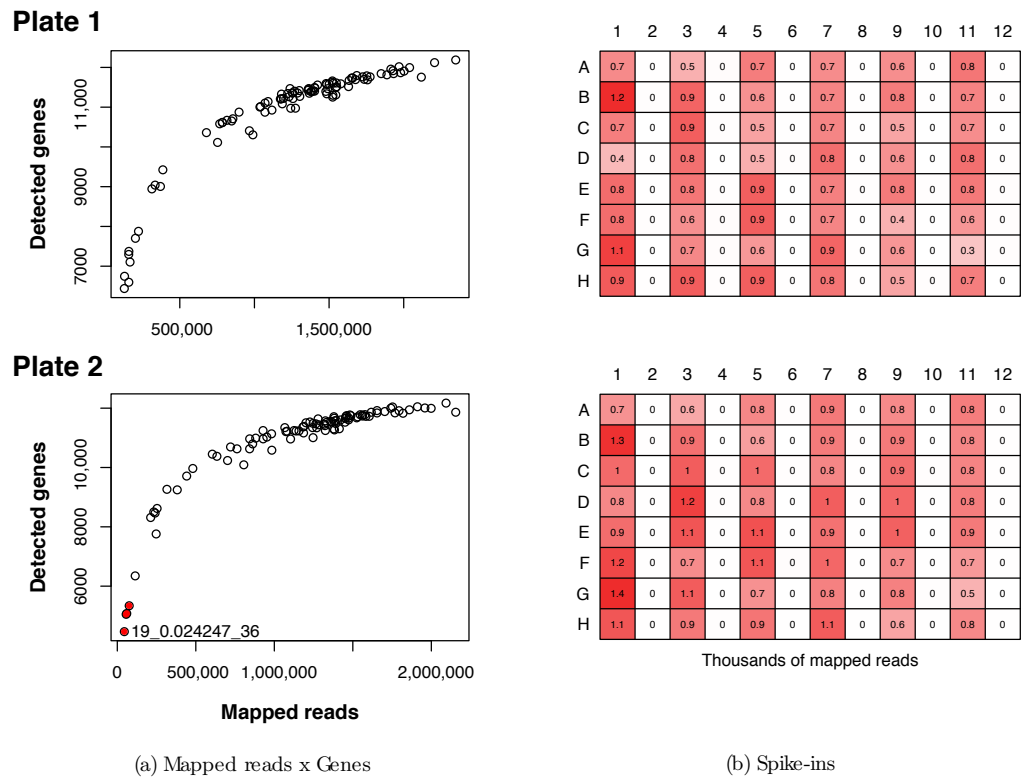 Plate 1
Detected genes
7000 9000 11,000
500,000 1,500,000
1 2 3 4 5 6 7 8 9 10 11 12
A 0.7 0 0.5 0 0.7 0 0.7 0 0.6 0 0.8 0
B 1.2 0 0.9 0 0.6 0 0.7 0 0.8 0 0.7 0
C 0.7 0 0.9 0 0.5 0 0.7 0 0.5 0 0.7 0
D 0.4 0 0.8 0 0.5 0 0.8 0 0.6 0 0.8 0
E 0.8 0 0.8 0 0.9 0 0.7 0 0.8 0 0.8 0
F 0.8 0 0.6 0 0.9 0 0.7 0 0.4 0 0.6 0
G 1.1 0 0.7 0 0.6 0 0.9 0 0.6 0 0.3 0
H 0.9 0 0.9 0 0.9 0 0.8 0 0.5 0 0.7 0
Plate 2
Detected genes
6000 8000 10,000
19_0.024247_36
0 500,000 1,000,000 2,000,000
Mapped reads
1 2 3 4 5 6 7 8 9 10 11 12
A 0.7 0 0.6 0 0.8 0 0.9 0 0.8 0 0.8 0
B 1.3 0 0.9 0 0.6 0 0.9 0 0.9 0 0.8 0
C 1 0 1 0 1 0 0.8 0 0.9 0 0.8 0
D 0.8 0 1.2 0 0.8 0 1 0 1 0 0.8 0
E 0.9 0 1.1 0 1.1 0 0.9 0 1 0 0.9 0
F 1.2 0 0.7 0 1.1 0 1 0 0.7 0 0.7 0
G 1.4 0 1.1 0 0.7 0 0.8 0 0.8 0 0.5 0
H 1.1 0 0.9 0 0.9 0 1.1 0 0.6 0 0.8 0
Thousands of mapped reads
(a) Mapped reads x Genes
(b) Spike-ins